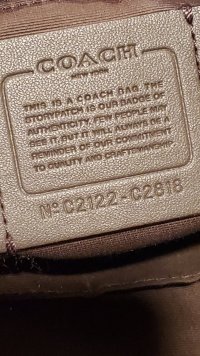 COACH
NEW YORK
THIS IS A COACH BAG. THE
STORYPATCH IS OUR BADGE OF
AUTHENTICITY. FEW PEOPLE MAY
SEE IT, BUT IT WILL ALWAYS BE A
REMINDER OF OUR COMMITMENT
TO QUALITY AND CRAFTSMANSHIP.
Nº C2122-C2818